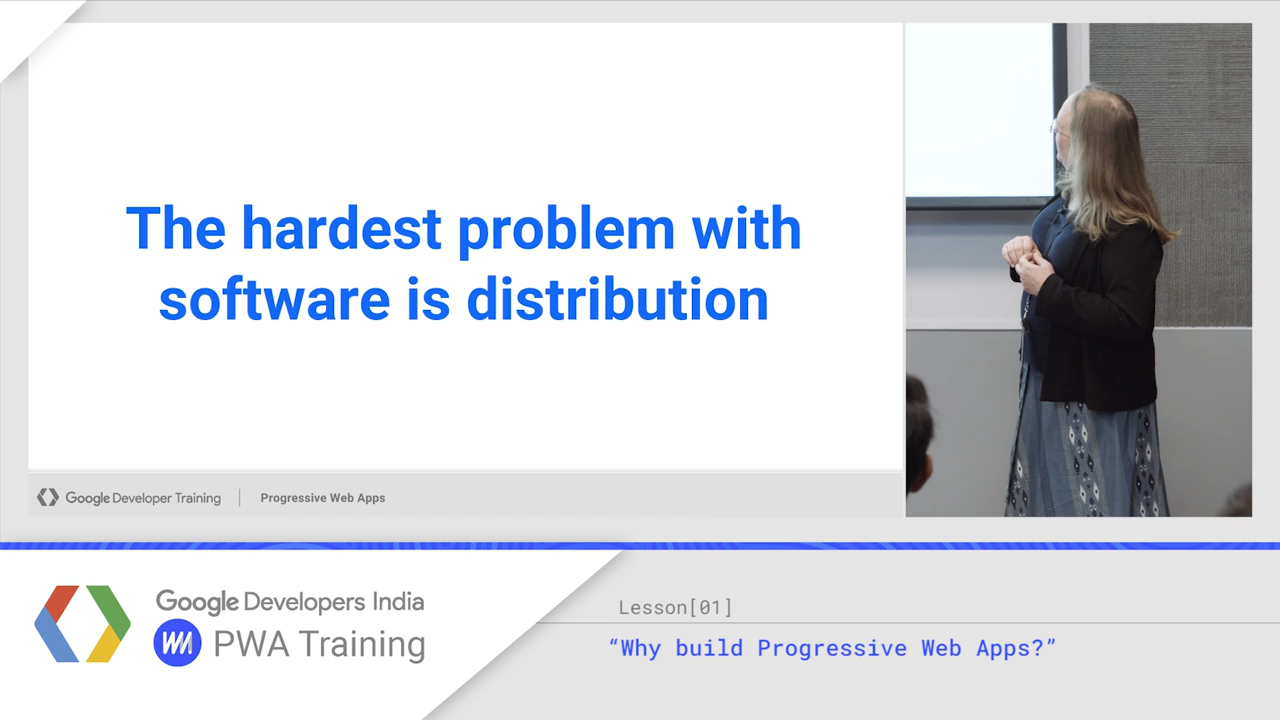 The hardest problem with
software is distribution
Google Developer Training | Progressive Web Apps
Google Developers India
PWA Training
Lesson[01]
“Why build Progressive Web Apps?”